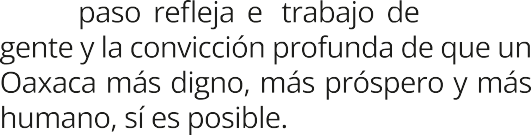 paso refleja e trabajo de
gente y la convicción profunda de que un
Oaxaca más digno, más próspero y más
humano, sí es posible.